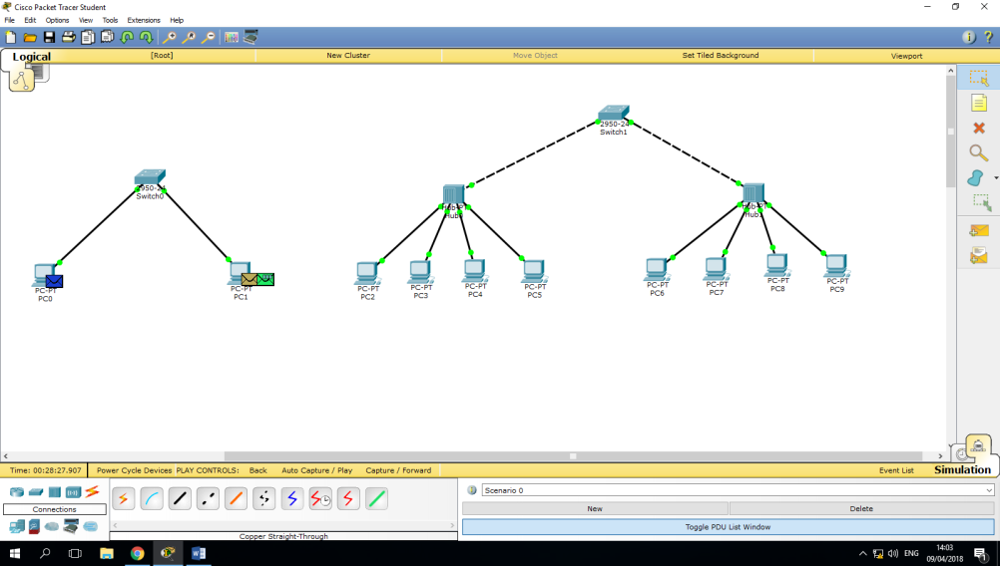 Cisco Packet Tracer Student
File Edit Options View Tools Extensions Help
Logical [Root] New Cluster Move Object Set Tiled Background Viewport
2950-24
Switch1
2950-24
Switch0
Hub-PT
Hub0
Hub-PT
Hub1
PC-PT
PC0
PC-PT
PC1
PC-PT
PC2
PC-PT
PC3
PC-PT
PC4
PC-PT
PC5
PC-PT
PC6
PC-PT
PC7
PC-PT
PC8
PC-PT
PC9
Time: 00:28:27.907 Power Cycle Devices PLAY CONTROLS: Back Auto Capture / Play Capture / Forward Event List Simulation
Connections
Copper Straight-Through
Scenario 0
New Delete
Toggle PDU List Window
ENG
14:03
09/04/2018